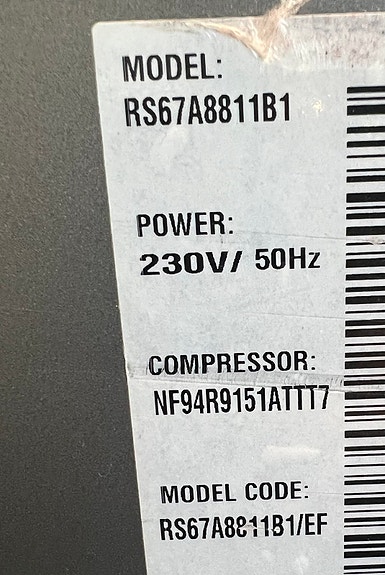 MODEL:
RS67A8811B1
POWER:
230V/ 50Hz
COMPRESSOR:
NF94R9151ATTT7
MODEL CODE:
RS67A8811B1/EF